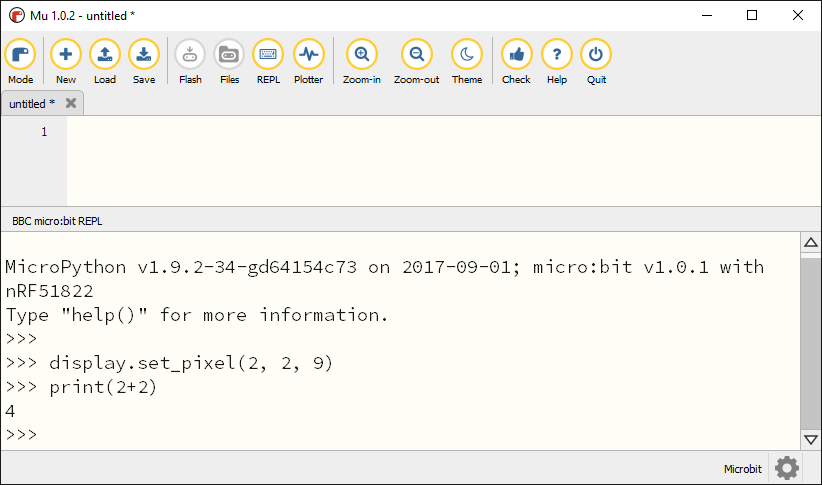 Mu 1.0.2 - untitled *
Mode New Load Save Flash Files REPL Plotter Zoom-in Zoom-out Theme Check Help Quit
untitled *
1
BBC micro:bit REPL
MicroPython v1.9.2-34-gd64154c73 on 2017-09-01; micro:bit v1.0.1 with
nRF51822
Type "help()" for more information.
>>>
>>> display.set_pixel(2, 2, 9)
>>> print(2+2)
4
>>>
Microbit